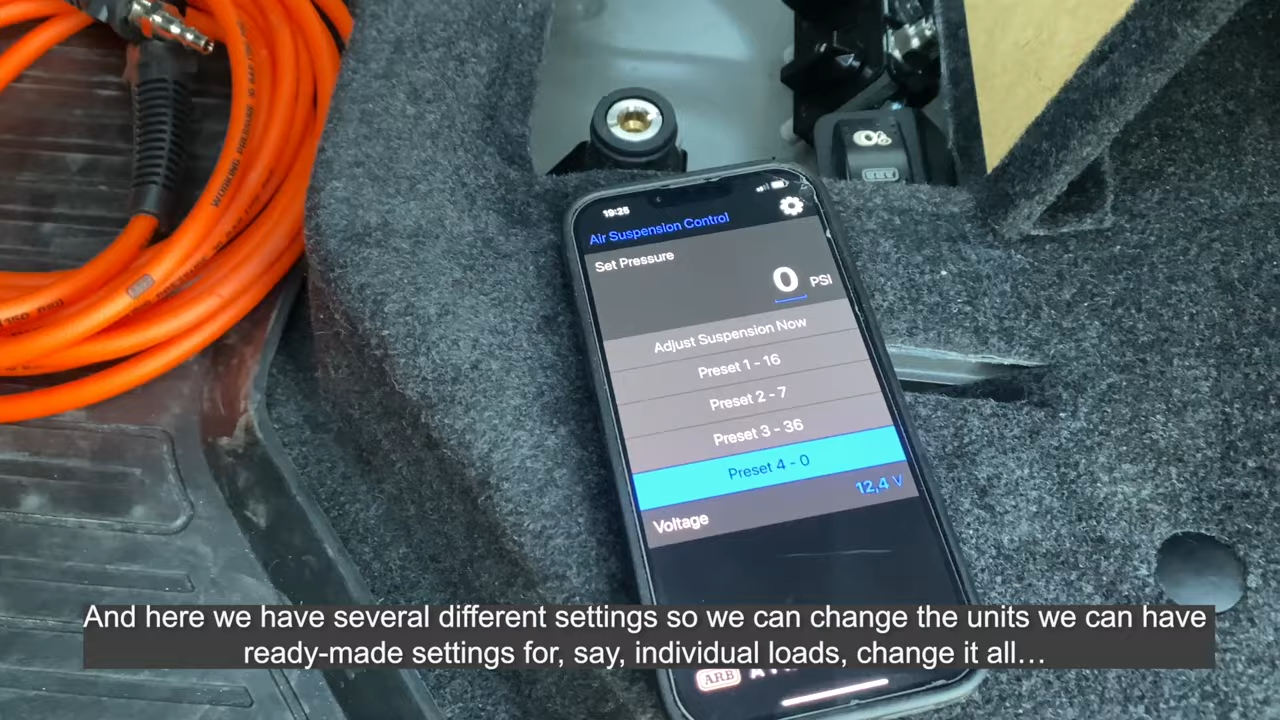 WORKING PRESSURE
19:25
Air Suspension Control
Set Pressure
0 PSI
Adjust Suspension Now
Preset 1 - 16
Preset 2 - 7
Preset 3 - 36
Preset 4 - 0
12,4 V
Voltage
And here we have several different settings so we can change the units we can have
ready-made settings for, say, individual loads, change it all...
ARB